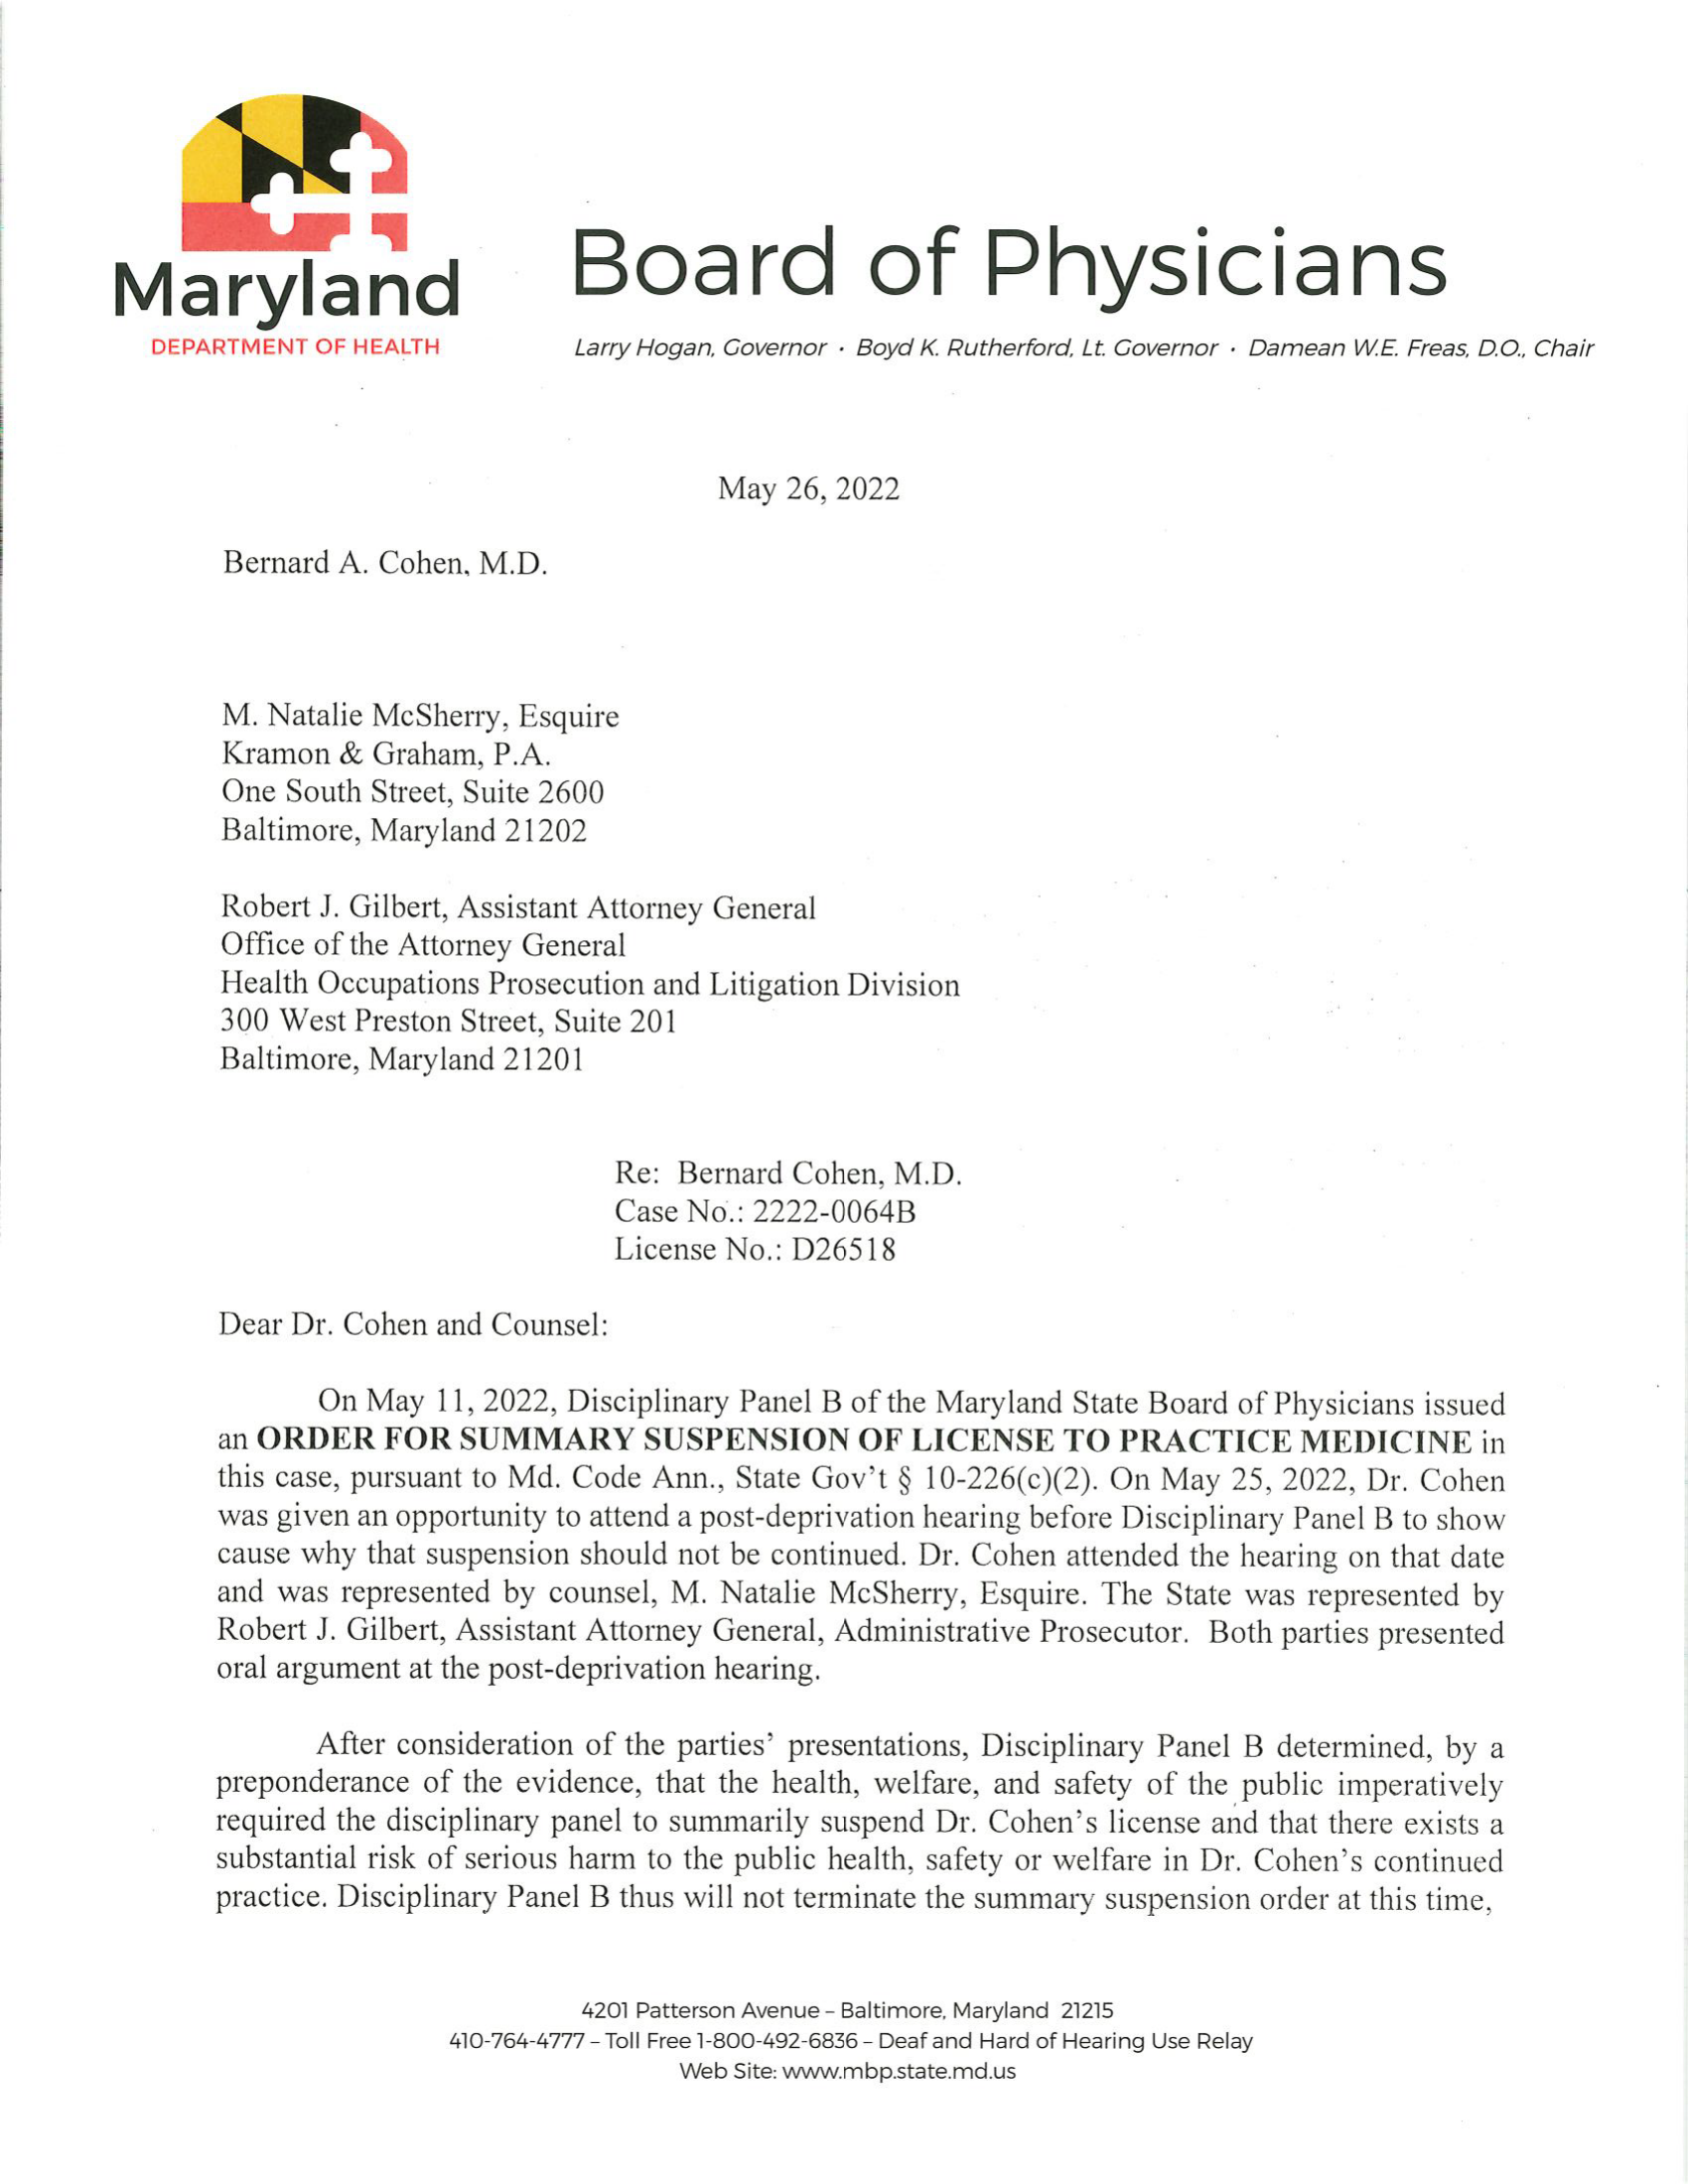 Maryland
DEPARTMENT OF HEALTH
Board of Physicians
Larry Hogan, Governor · Boyd K. Rutherford, Lt. Governor · Damean W.E. Freas, D.O., Chair
May 26, 2022
Bernard A. Cohen, M.D.
M. Natalie McSherry, Esquire
Kramon & Graham, P.A.
One South Street, Suite 2600
Baltimore, Maryland 21202
Robert J. Gilbert, Assistant Attorney General
Office of the Attorney General
Health Occupations Prosecution and Litigation Division
300 West Preston Street, Suite 201
Baltimore, Maryland 21201
Re: Bernard Cohen, M.D.
Case No.: 2222-0064B
License No.: D26518
Dear Dr. Cohen and Counsel:
On May 11, 2022, Disciplinary Panel B of the Maryland State Board of Physicians issued
an ORDER FOR SUMMARY SUSPENSION OF LICENSE TO PRACTICE MEDICINE in
this case, pursuant to Md. Code Ann., State Gov't § 10-226(c)(2). On May 25, 2022, Dr. Cohen
was given an opportunity to attend a post-deprivation hearing before Disciplinary Panel B to show
cause why that suspension should not be continued. Dr. Cohen attended the hearing on that date
and was represented by counsel, M. Natalie McSherry, Esquire. The State was represented by
Robert J. Gilbert, Assistant Attorney General, Administrative Prosecutor. Both parties presented
oral argument at the post-deprivation hearing.
After consideration of the parties' presentations, Disciplinary Panel B determined, by a
preponderance of the evidence, that the health, welfare, and safety of the public imperatively
required the disciplinary panel to summarily suspend Dr. Cohen's license and that there exists a
substantial risk of serious harm to the public health, safety or welfare in Dr. Cohen's continued
practice. Disciplinary Panel B thus will not terminate the summary suspension order at this time,
4201 Patterson Avenue – Baltimore, Maryland 21215
410-764-4777 – Toll Free 1-800-492-6836 – Deaf and Hard of Hearing Use Relay
Web Site: www.mbp.state.md.us